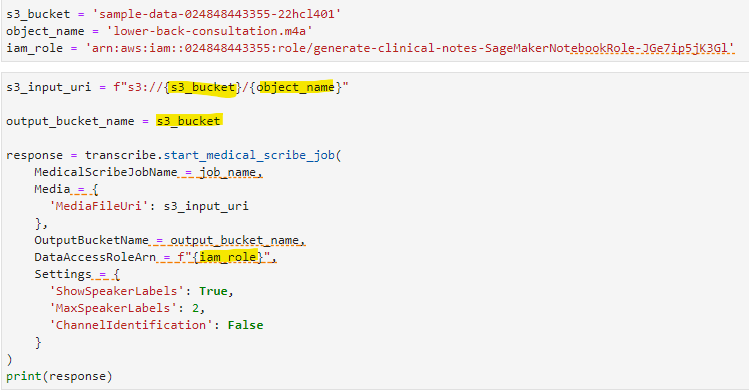 s3_bucket = 'sample-data-024848443355-22hcl401'
object_name = 'lower-back-consultation.m4a'
iam_role = 'arn:aws:iam::024848443355:role/generate-clinical-notes-SageMakerNotebookRole-JGe7ip5jK3Gl'
s3_input_uri = f"s3://{s3_bucket}/{object_name}"
output_bucket_name = s3_bucket
response = transcribe.start_medical_scribe_job(
    MedicalScribeJobName = job_name,
    Media = {
      'MediaFileUri': s3_input_uri
    },
    OutputBucketName = output_bucket_name,
    DataAccessRoleArn = f"{iam_role}",
    Settings = {
      'ShowSpeakerLabels': True,
      'MaxSpeakerLabels': 2,
      'ChannelIdentification': False
    }
)
print(response)